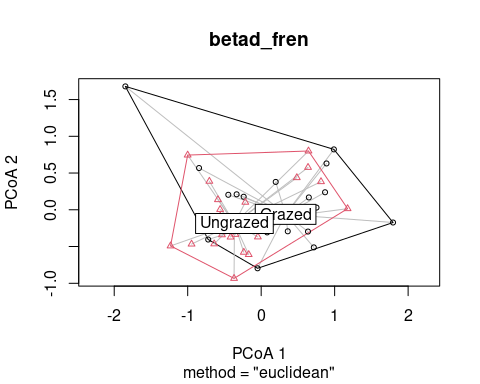 betad_fren
PCoA 2
1.5
1.0
0.5
0.0
-1.0
Grazed
Ungrazed
-2
-1
0
1
2
PCoA 1
method = "euclidean"